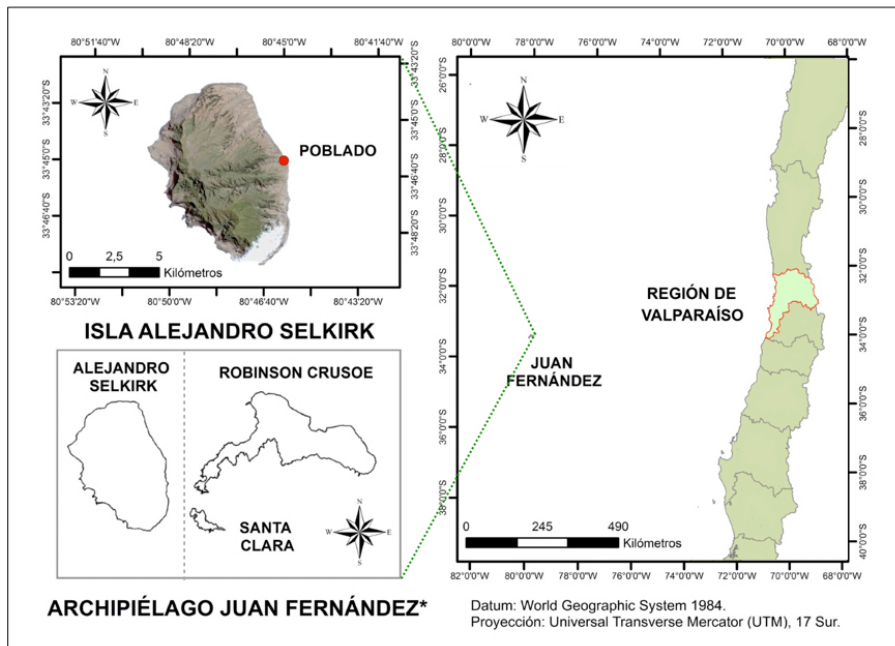 80°51'40"W 80°48'20"W 80°45'0"W 80°41'40"W
33°43'20"S
33°45'0"S
33°46'40"S
N
W E
S
POBLADO
33°43'20"S
33°45'0"S
33°46'40"S
33°48'20"S
0 2,5 5
Kilómetros
80°53'20"W 80°50'0"W 80°46'40"W 80°43'20"W
ISLA ALEJANDRO SELKIRK
ALEJANDRO
SELKIRK
ROBINSON CRUSOE
SANTA
CLARA
N
W E
S
ARCHIPIÉLAGO JUAN FERNÁNDEZ*
80°0'0"W 78°0'0"W 72°0'0"W 70°0'0"W 68°0'0"W
26°0'0"S
28°0'0"S
30°0'0"S
32°0'0"S
34°0'0"S
36°0'0"S
38°0'0"S
N
W E
S
REGIÓN DE
VALPARAÍSO
JUAN
FERNÁNDEZ
28°0'0"S
30°0'0"S
32°0'0"S
34°0'0"S
36°0'0"S
38°0'0"S
40°0'0"S
0 245 490
Kilómetros
82°0'0"W 80°0'0"W 78°0'0"W 76°0'0"W 74°0'0"W 72°0'0"W 70°0'0"W 68°0'0"W
Datum: World Geographic System 1984.
Proyección: Universal Transverse Mercator (UTM), 17 Sur.